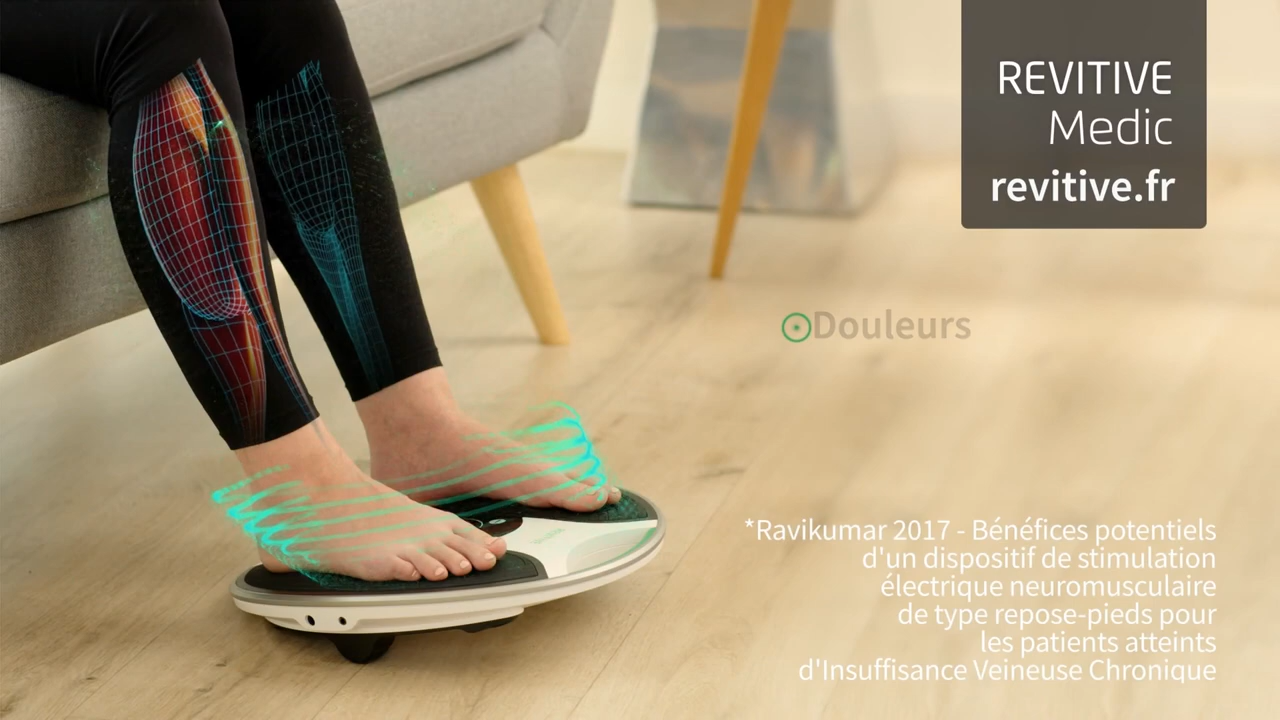 REVITIVE
Medic
revitive.fr
Douleurs
*Ravikumar 2017 - Bénéfices potentiels
d'un dispositif de stimulation
électrique neuromusculaire
de type repose-pieds pour
les patients atteints
d'Insuffisance Veineuse Chronique